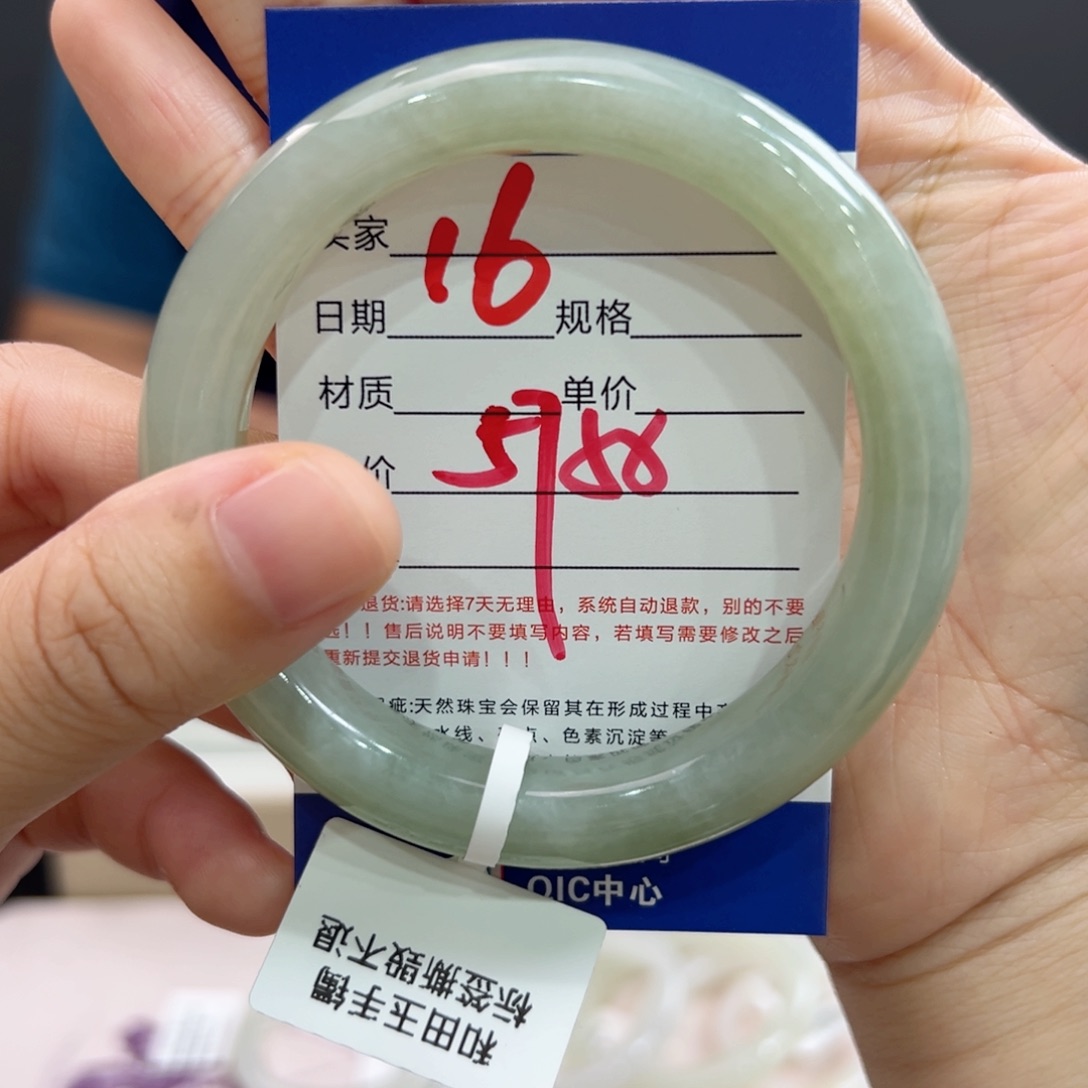 家 16
日期 规格
材质 单价
价 5788
退货:请选择7天无理由，系统自动退款，别的不要
选！！售后说明不要填写内容，若填写需要修改之后
重新提交退货申请！！！
疵:天然珠宝会保留其在形成过程中
水线、点、色素沉淀等
QIC中心
和田玉手镯
标签撕毁不退